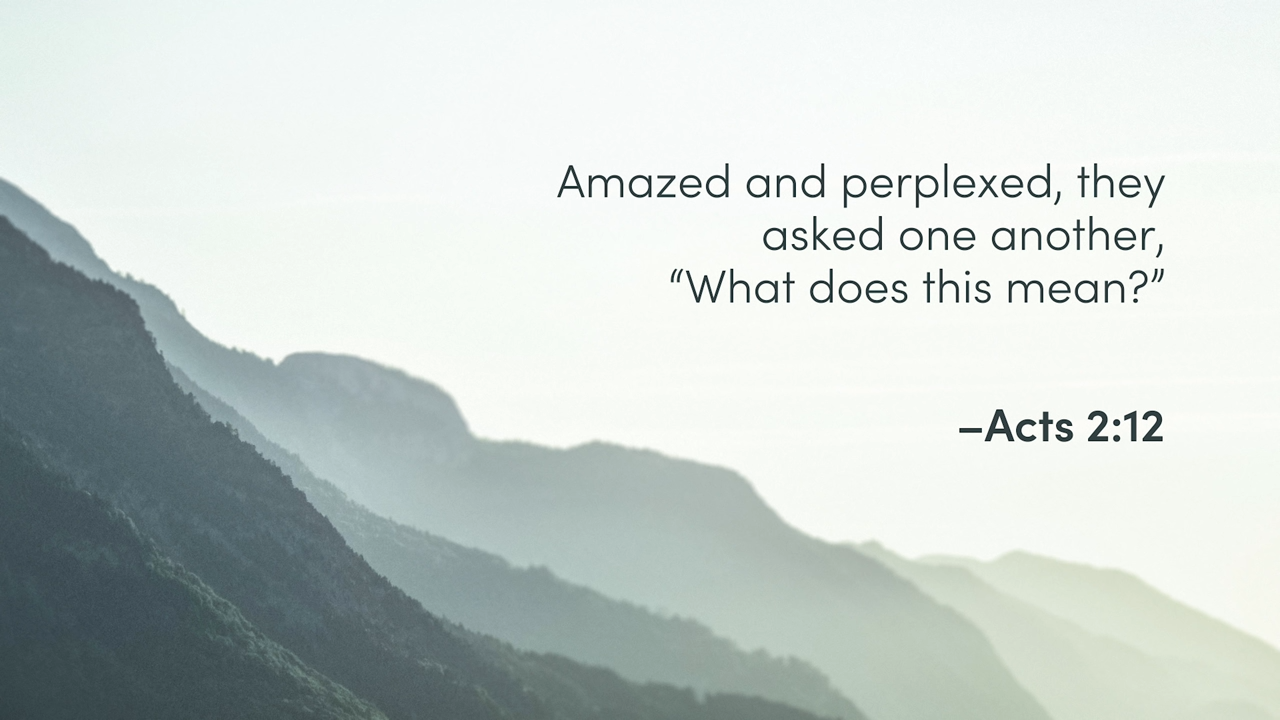 Amazed and perplexed, they
asked one another,
“What does this mean?”
–Acts 2:12